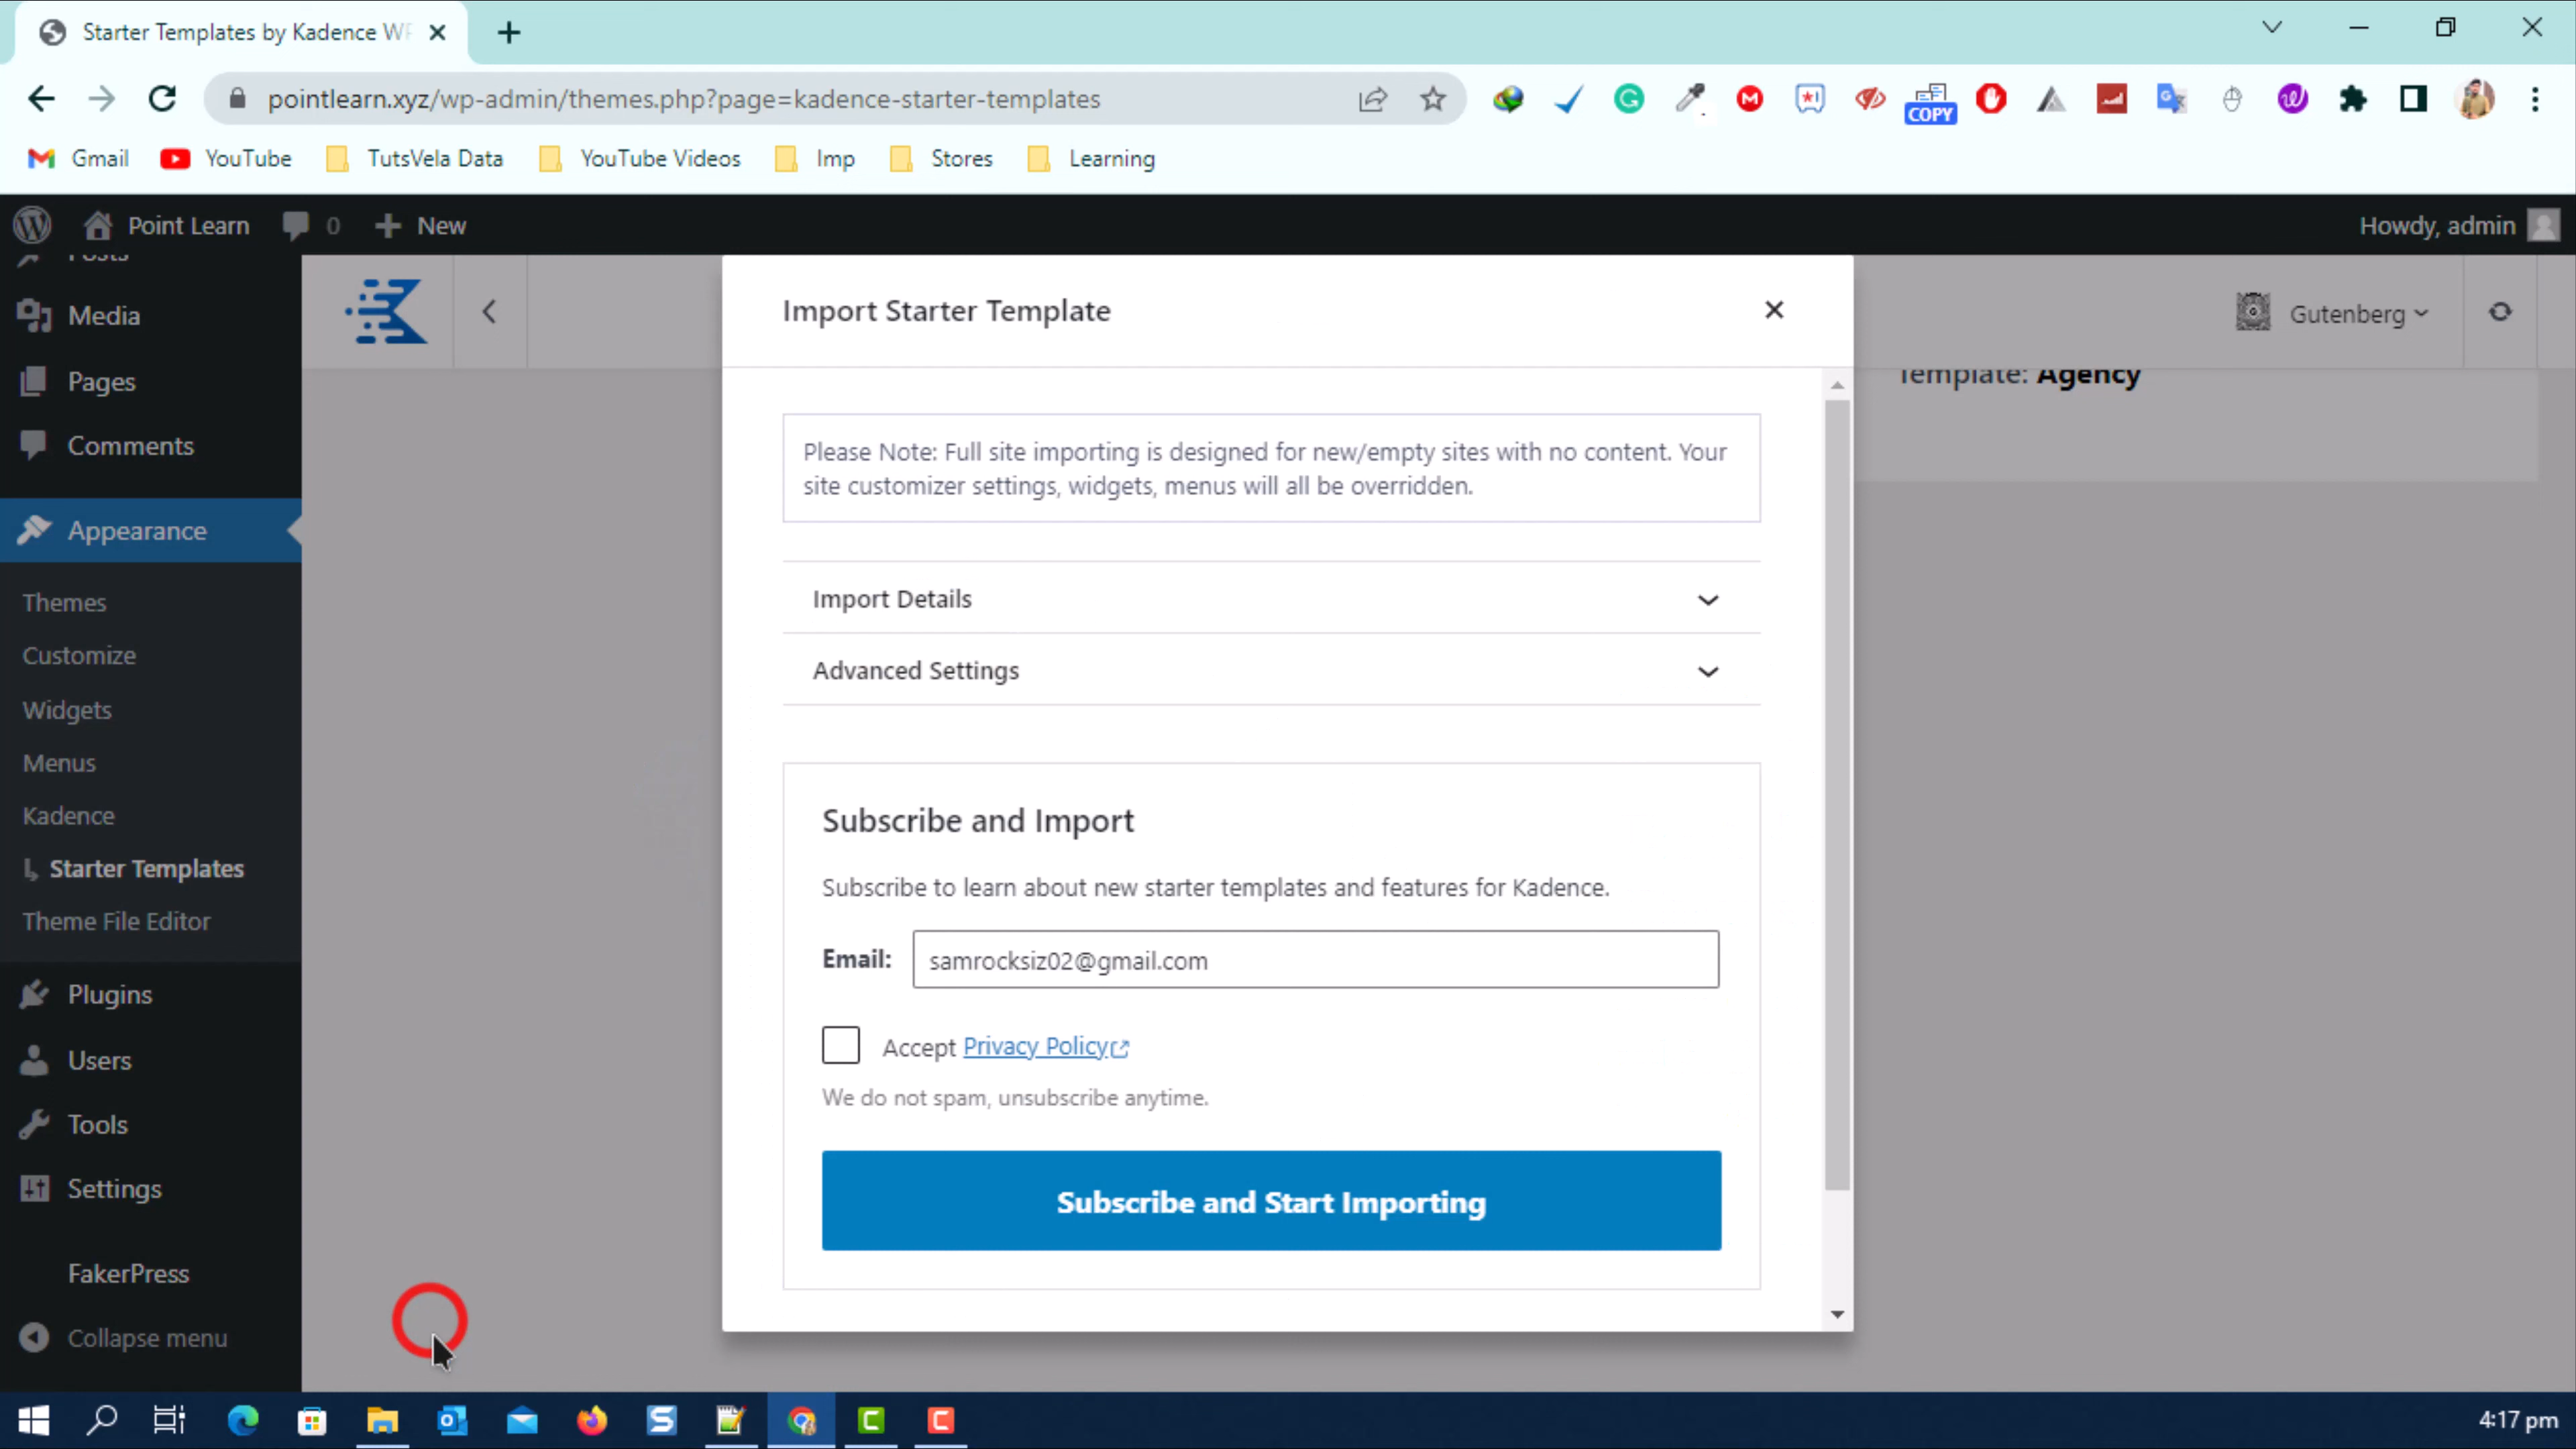 Starter Templates by Kadence WP
pointlearn.xyz/wp-admin/themes.php?page=kadence-starter-templates
COPY
Gmail
YouTube
TutsVela Data
YouTube Videos
Imp
Stores
Learning
Point Learn
0
New
Howdy, admin
Posts
Media
Pages
Comments
Appearance
Themes
Customize
Widgets
Menus
Kadence
Starter Templates
Theme File Editor
Plugins
Users
Tools
Settings
FakerPress
Collapse menu
Import Starter Template
Gutenberg
Template: Agency
Please Note: Full site importing is designed for new/empty sites with no content. Your
site customizer settings, widgets, menus will all be overridden.
Import Details
Advanced Settings
Subscribe and Import
Subscribe to learn about new starter templates and features for Kadence.
Email: samrocksiz02@gmail.com
Accept Privacy Policy
We do not spam, unsubscribe anytime.
Subscribe and Start Importing
4:17 pm